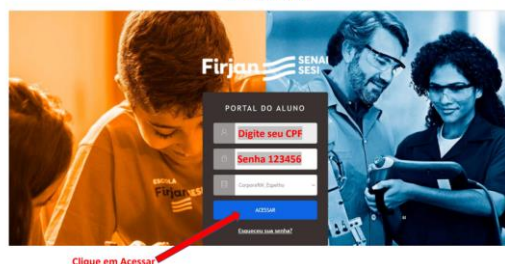 Firjan SENAI
SESI
PORTAL DO ALUNO
Digite seu CPF
Senha 123456
ACESSAR
Esqueceu sua senha?
ESCOLA
Firjan SESI
Clique em Acessar